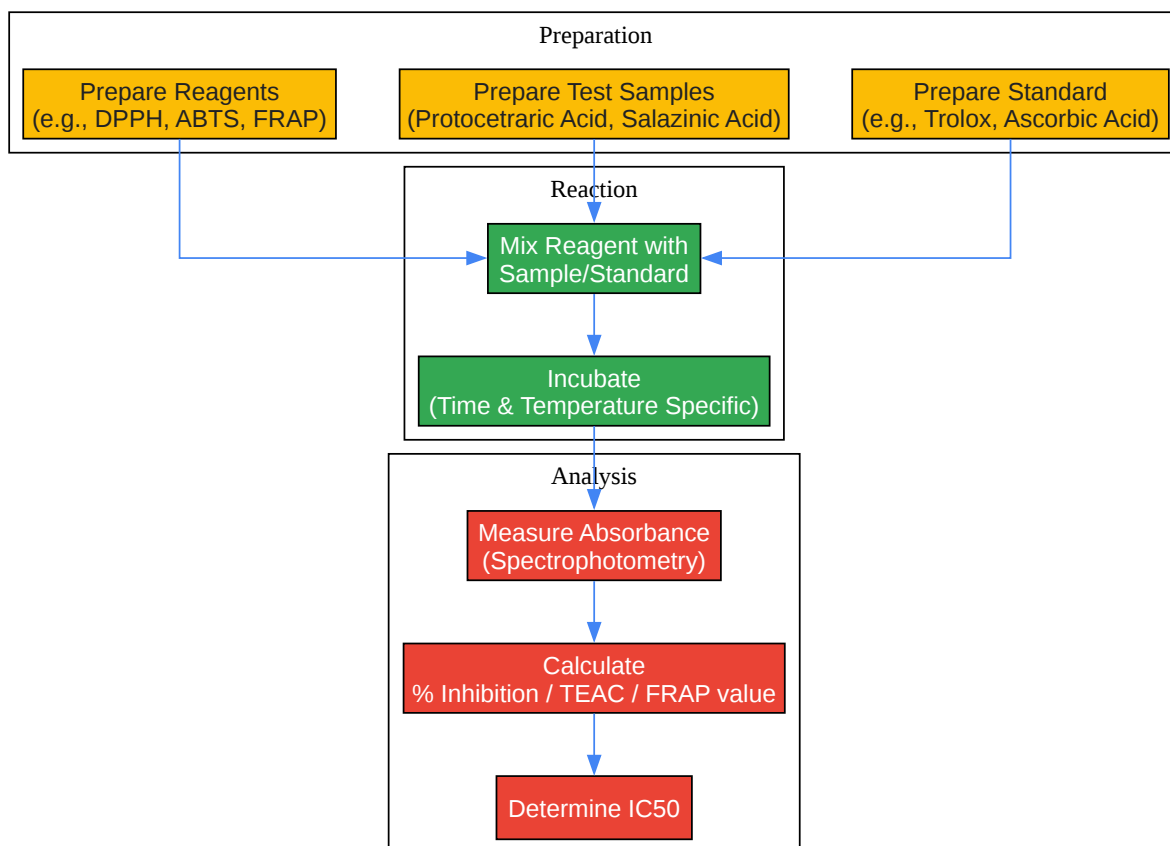 Preparation
Prepare Reagents
(e.g., DPPH, ABTS, FRAP)
Prepare Test Samples
(Protocetraric Acid, Salazinic Acid)
Prepare Standard
(e.g., Trolox, Ascorbic Acid)
Reaction
Mix Reagent with
Sample/Standard
Incubate
(Time & Temperature Specific)
Analysis
Measure Absorbance
(Spectrophotometry)
Calculate
% Inhibition / TEAC / FRAP value
Determine IC50